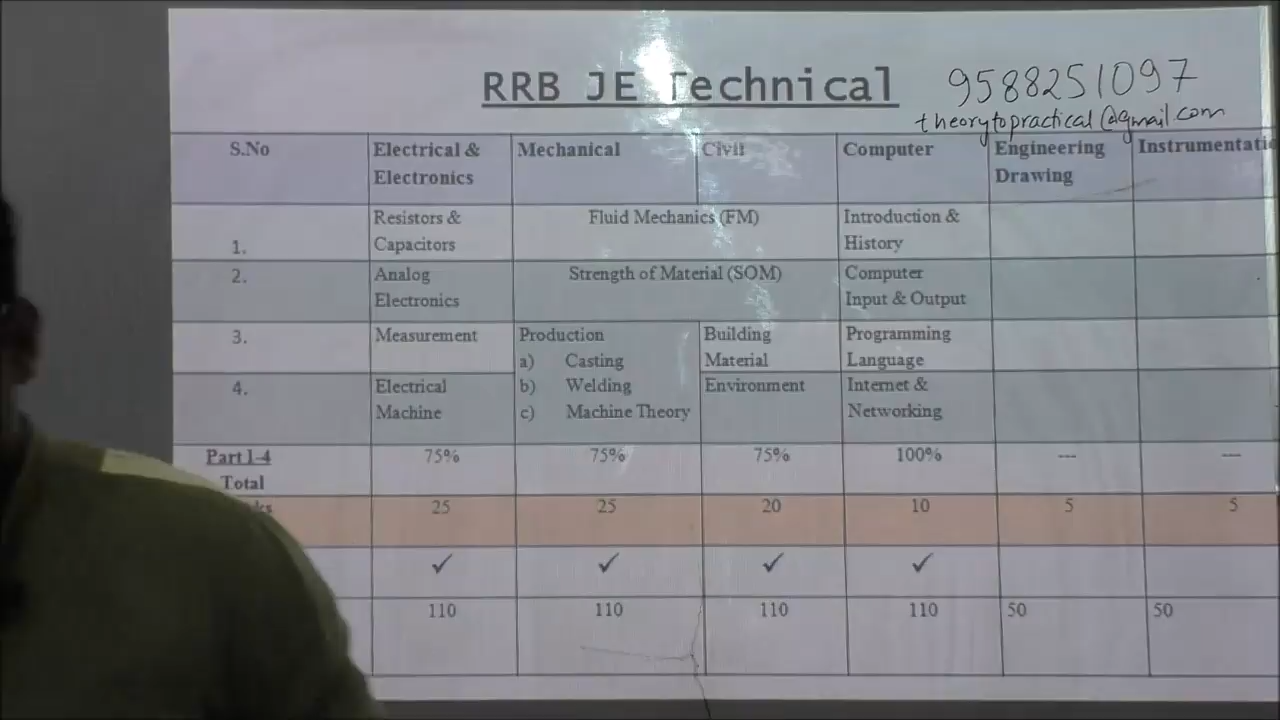 RRB JE Technical
9588251097
theorytopractical@gmail.com
S.No Electrical & Electronics Mechanical Civil Computer Engineering Drawing
1. Resistors & Capacitors Fluid Mechanics (FM) Introduction & History
2. Analog Electronics Strength of Material (SOM) Computer Input & Output
3. Measurement Production Building Material Programming Language
a) Casting
4. Electrical Machine b) Welding Environment Internet & Networking
c) Machine Theory
Part 1-4 Total 75% 75% 75% 100% --- ---
25 25 20 10 5 5
✓ ✓ ✓ ✓
110 110 110 110 50 50